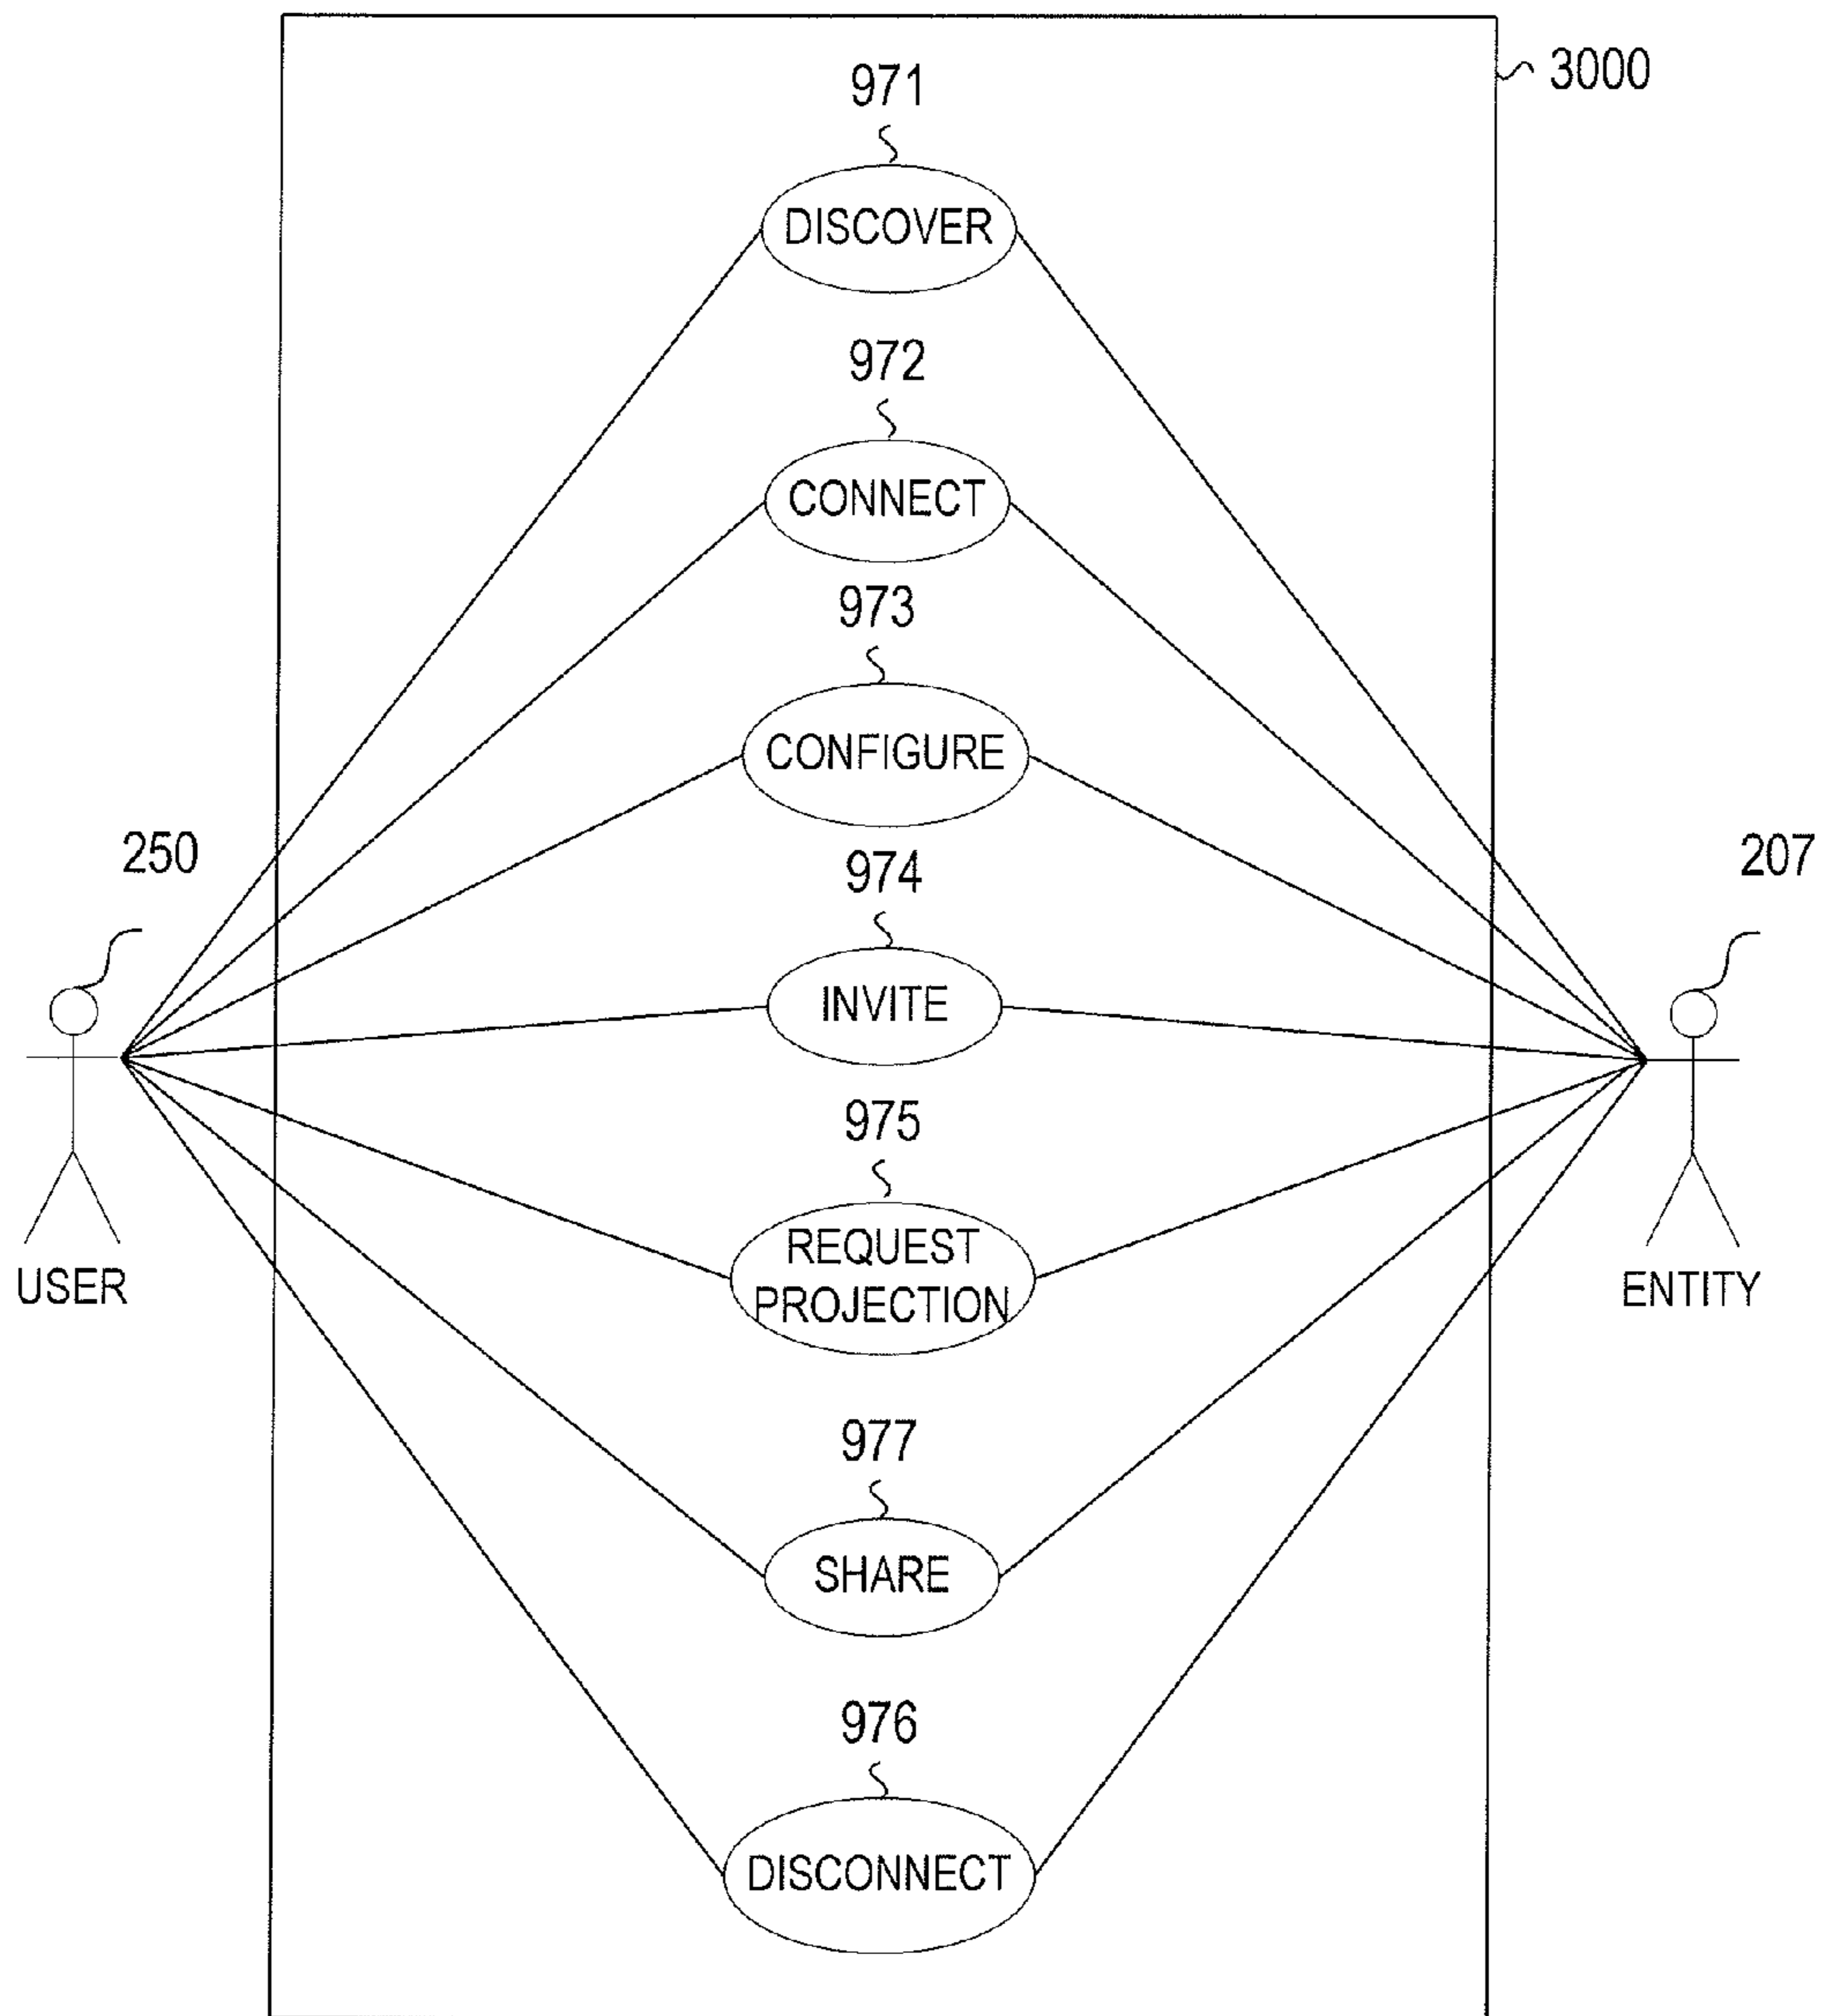 3000
971
DISCOVER
972
CONNECT
973
CONFIGURE
250
974
207
INVITE
975
REQUEST
PROJECTION
USER
ENTITY
977
SHARE
976
DISCONNECT